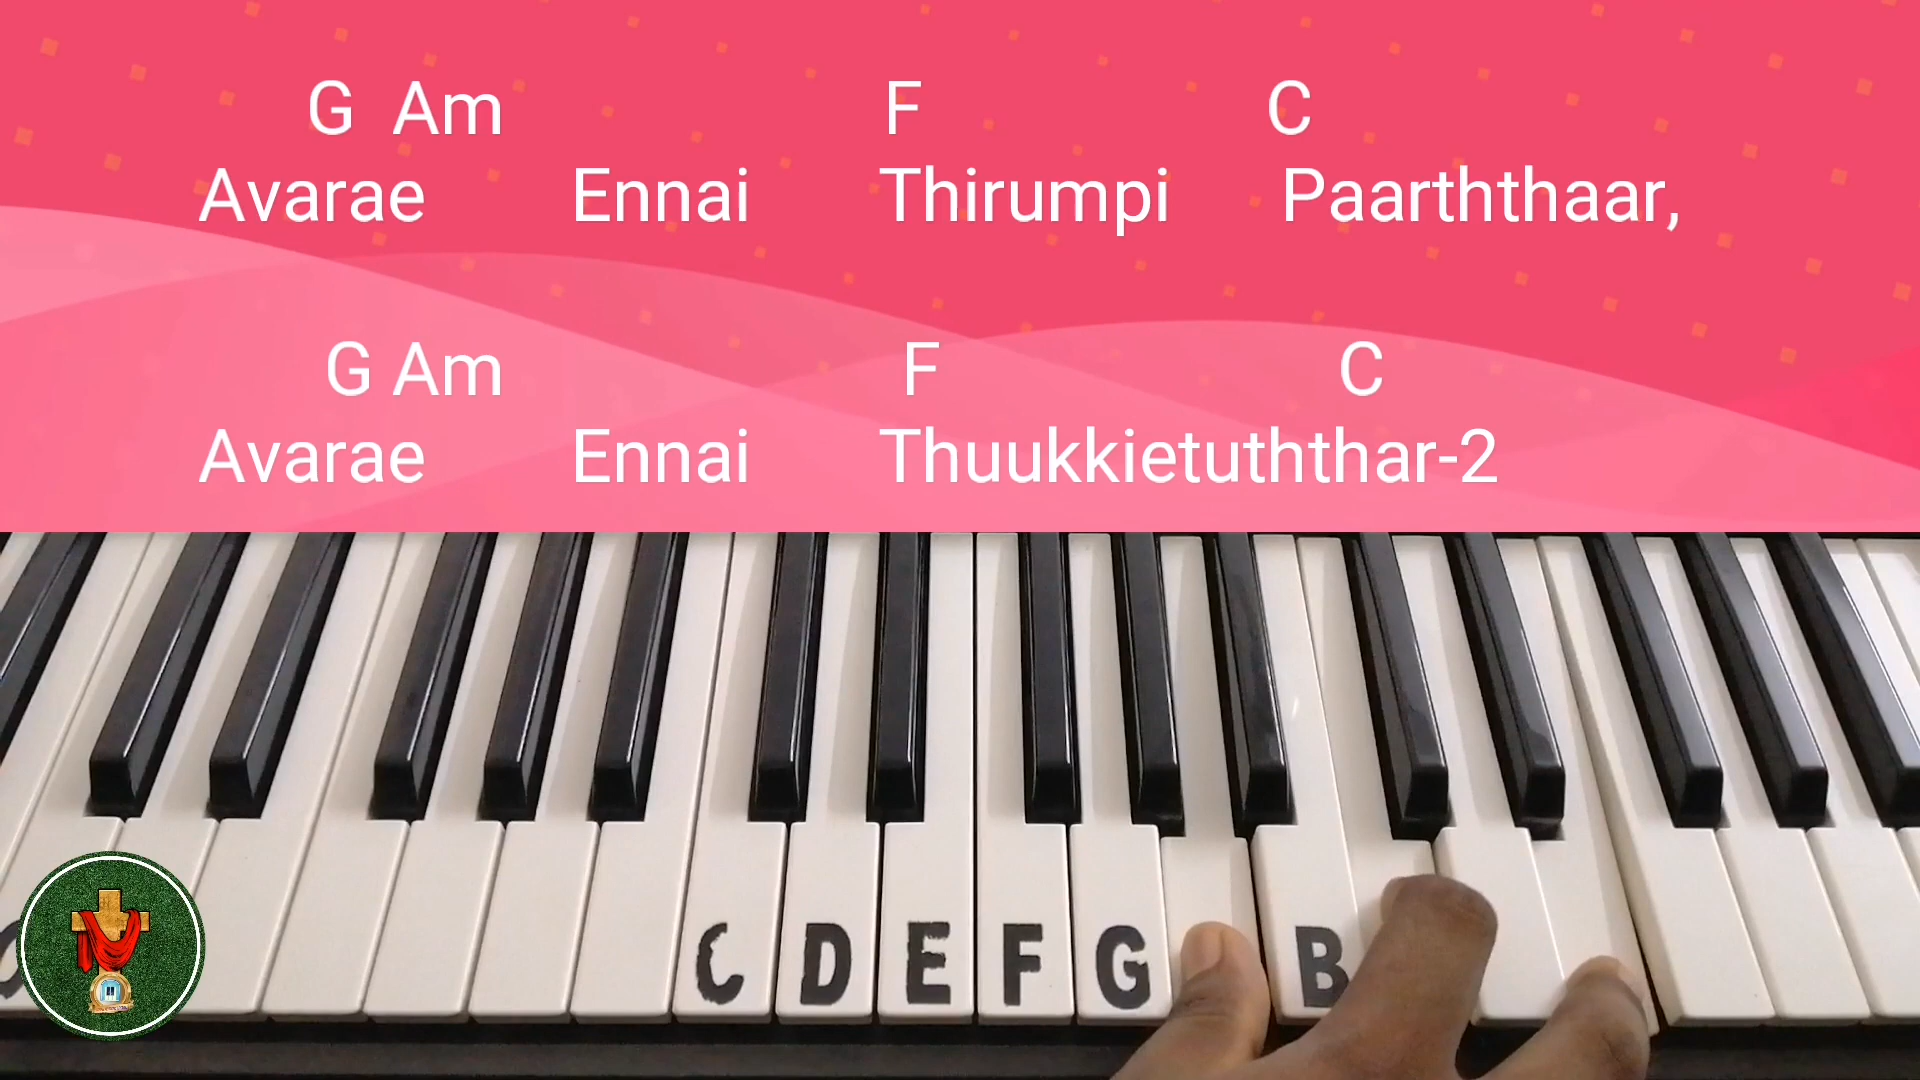 G Am F C
Avarae Ennai Thirumpi Paarththaar,
G Am F C
Avarae Ennai Thuukkietuththar-2
C D E F G B